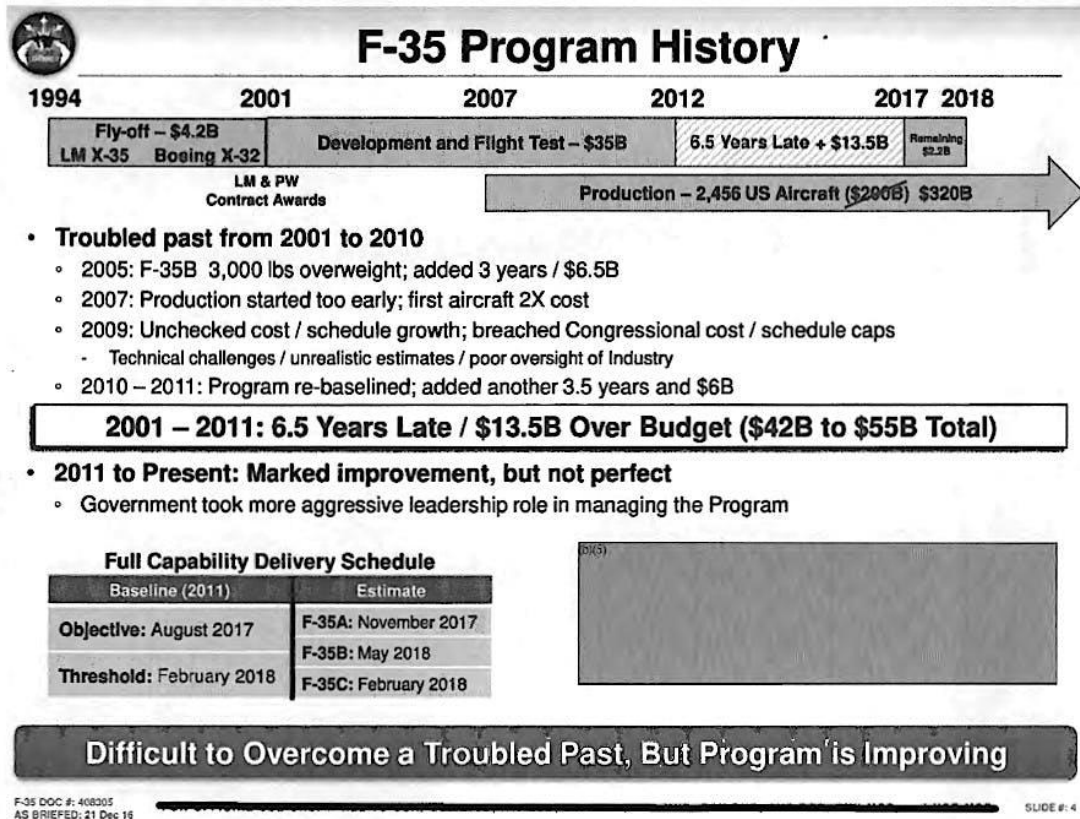 F-35 Program History
1994 2001 2007 2012 2017 2018
Fly-off – $4.2B
LM X-35 Boeing X-32
Development and Flight Test – $35B
6.5 Years Late + $13.5B
Remaining
$2.2B
LM & PW
Contract Awards
Production – 2,456 US Aircraft ($200B) $320B
• Troubled past from 2001 to 2010
° 2005: F-35B 3,000 lbs overweight; added 3 years / $6.5B
° 2007: Production started too early; first aircraft 2X cost
° 2009: Unchecked cost / schedule growth; breached Congressional cost / schedule caps
- Technical challenges / unrealistic estimates / poor oversight of Industry
° 2010 – 2011: Program re-baselined; added another 3.5 years and $6B
2001 – 2011: 6.5 Years Late / $13.5B Over Budget ($42B to $55B Total)
• 2011 to Present: Marked improvement, but not perfect
° Government took more aggressive leadership role in managing the Program
Full Capability Delivery Schedule
Baseline (2011) Estimate
Objective: August 2017
Threshold: February 2018
F-35A: November 2017
F-35B: May 2018
F-35C: February 2018
(b)(5)
Difficult to Overcome a Troubled Past, But Program is Improving
F-35 DOC #: 408305
AS BRIEFED: 21 Dec 16
SLIDE #: 4